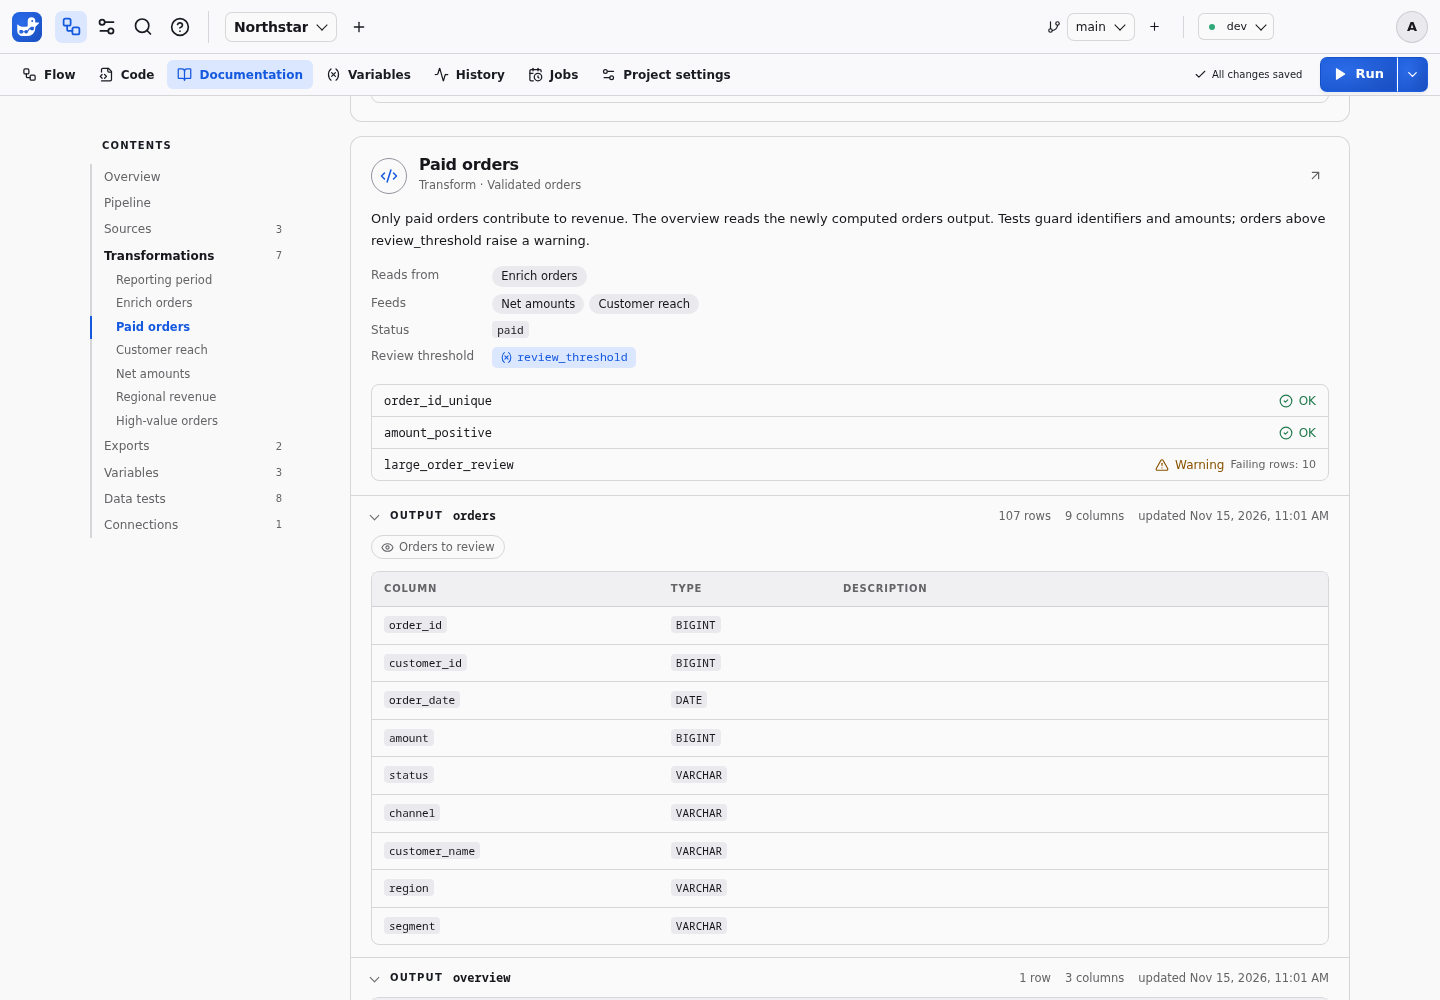 Northstar
main
dev
A
Flow
Code
Documentation
Variables
History
Jobs
Project settings
All changes saved
Run
CONTENTS
Overview
Pipeline
Sources 3
Transformations 7
Reporting period
Enrich orders
Paid orders
Customer reach
Net amounts
Regional revenue
High-value orders
Exports 2
Variables 3
Data tests 8
Connections 1
Paid orders
Transform · Validated orders
Only paid orders contribute to revenue. The overview reads the newly computed orders output. Tests guard identifiers and amounts; orders above
review_threshold raise a warning.
Reads from Enrich orders
Feeds Net amounts Customer reach
Status paid
Review threshold review_threshold
order_id_unique OK
amount_positive OK
large_order_review Warning Failing rows: 10
OUTPUT orders 107 rows 9 columns updated Nov 15, 2026, 11:01 AM
Orders to review
COLUMN TYPE DESCRIPTION
order_id BIGINT
customer_id BIGINT
order_date DATE
amount BIGINT
status VARCHAR
channel VARCHAR
customer_name VARCHAR
region VARCHAR
segment VARCHAR
OUTPUT overview 1 row 3 columns updated Nov 15, 2026, 11:01 AM